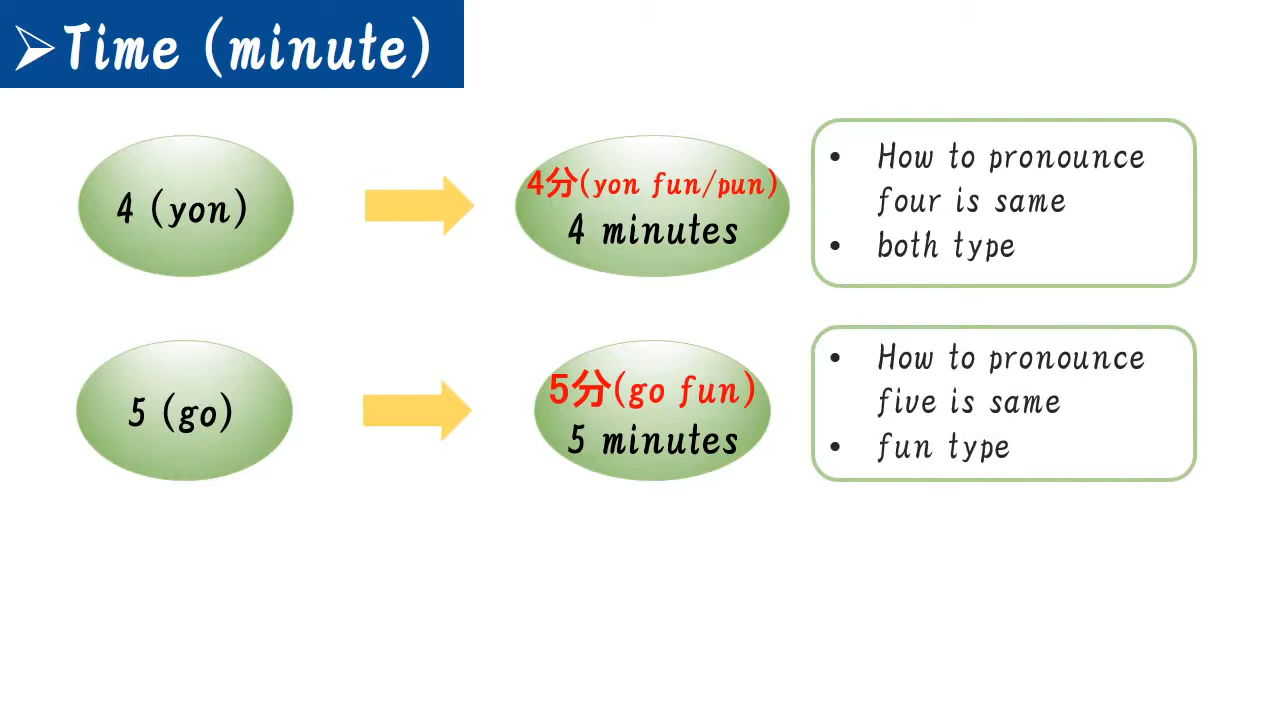 ➢Time (minute)
4 (yon)
4分(yon fun/pun)
4 minutes
• How to pronounce
four is same
• both type
5 (go)
5分(go fun)
5 minutes
• How to pronounce
five is same
• fun type